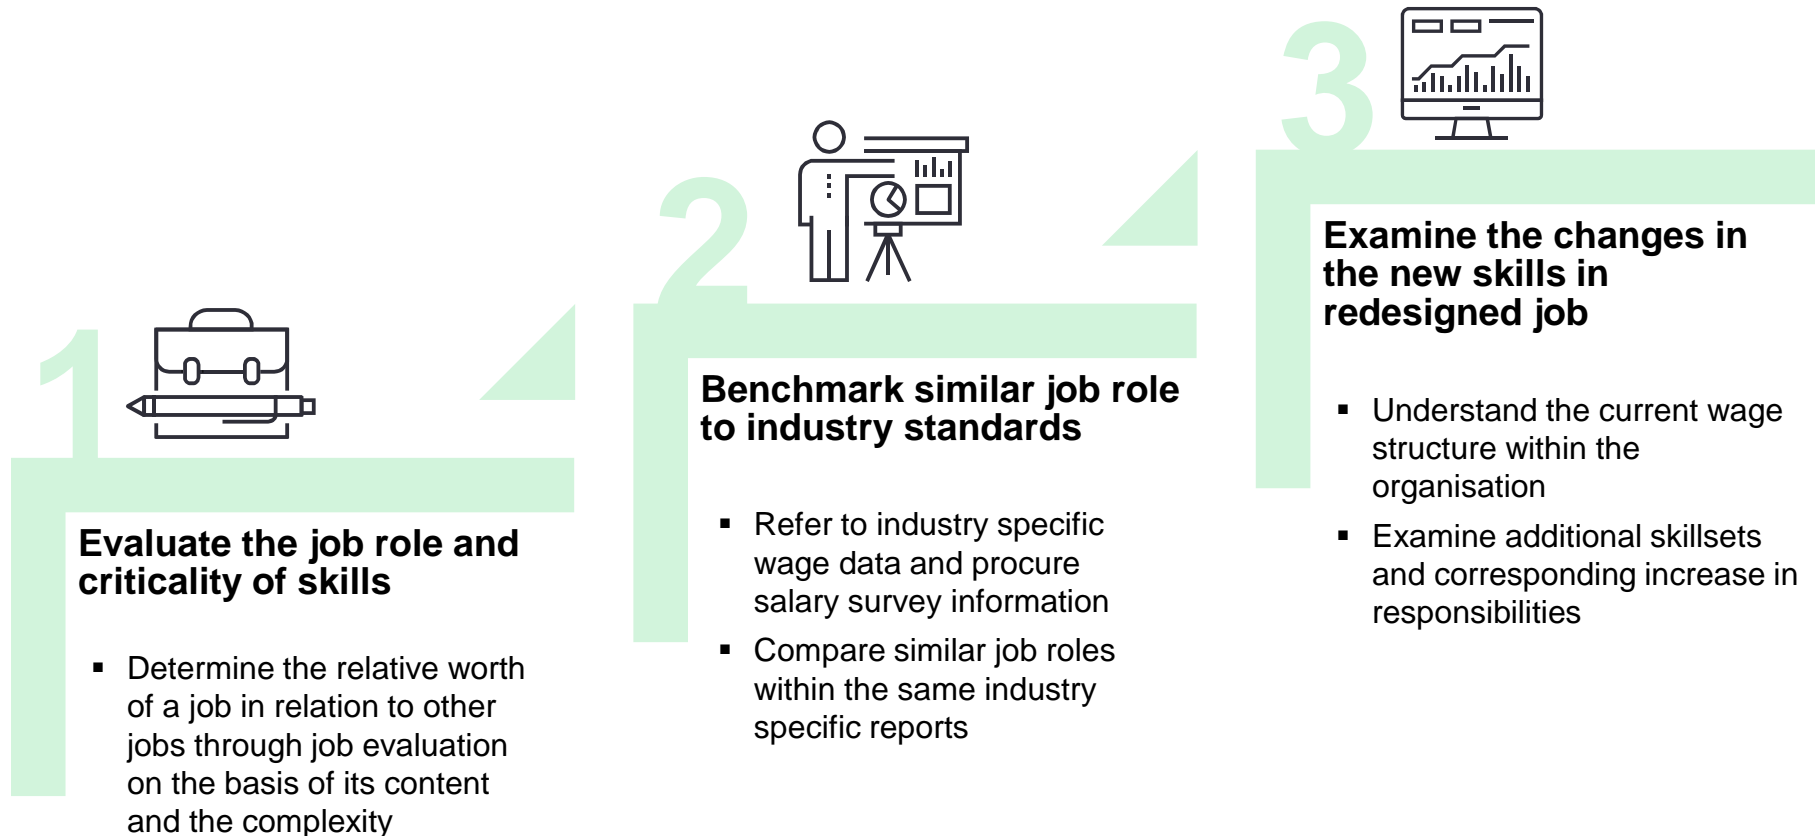 1
Evaluate the job role and
criticality of skills
▪ Determine the relative worth
of a job in relation to other
jobs through job evaluation
on the basis of its content
and the complexity
2
Benchmark similar job role
to industry standards
▪ Refer to industry specific
wage data and procure
salary survey information
▪ Compare similar job roles
within the same industry
specific reports
3
Examine the changes in
the new skills in
redesigned job
▪ Understand the current wage
structure within the
organisation
▪ Examine additional skillsets
and corresponding increase in
responsibilities